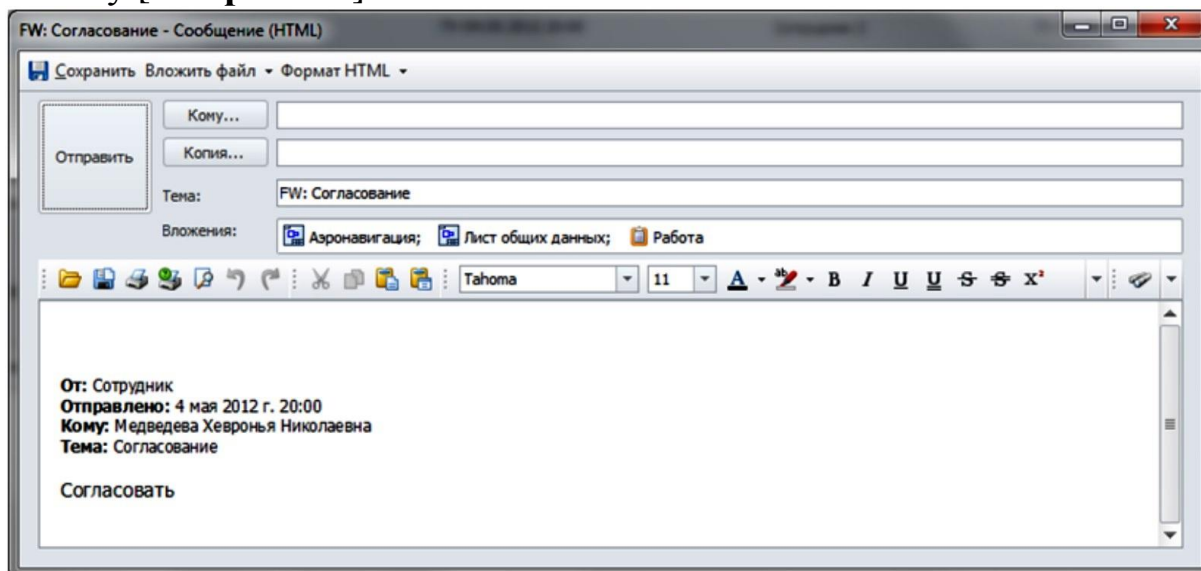 FW: Согласование - Сообщение (HTML)
Сохранить Вложить файл Формат HTML
Кому...
Отправить
Копия...
Тема: FW: Согласование
Вложения: Аэронавигация; Лист общих данных; Работа
Tahoma 11 A ab B I U U S S X²
От: Сотрудник
Отправлено: 4 мая 2012 г. 20:00
Кому: Медведева Хевронья Николаевна
Тема: Согласование
Согласовать